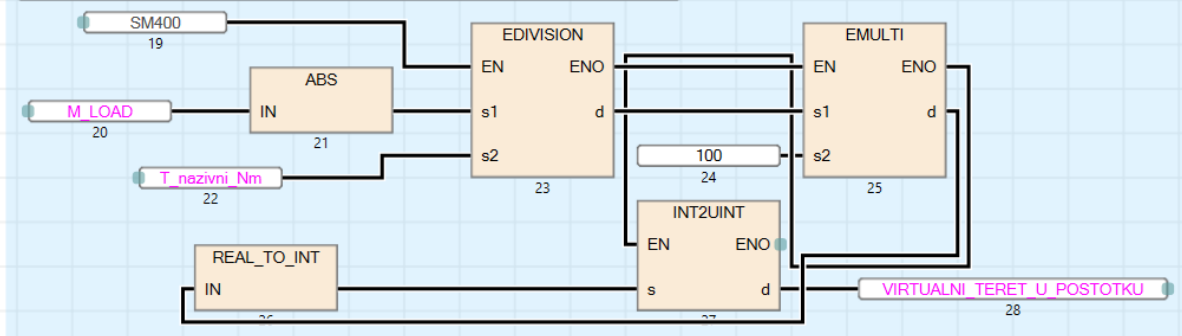 SM400
19
EDIVISION
EN ENO
s1 d
s2
23
EMULTI
EN ENO
s1 d
s2
25
ABS
IN
21
M_LOAD
20
T_nazivni_Nm
22
100
24
INT2UINT
EN ENO
s d
REAL_TO_INT
IN
VIRTUALNI_TERET_U_POSTOTKU
28